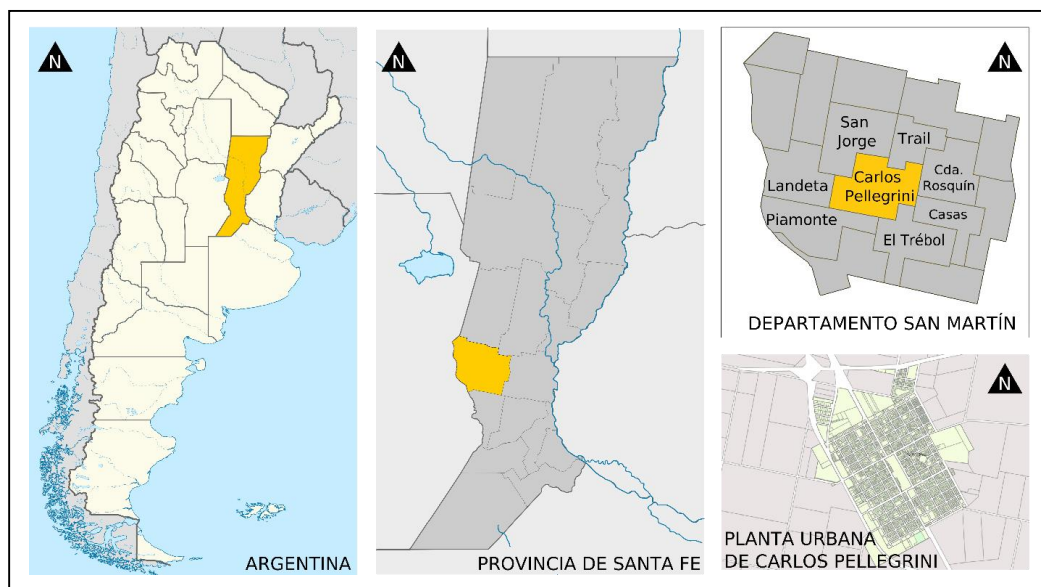 N
ARGENTINA
N
PROVINCIA DE SANTA FE
N
San
Jorge
Trail
Carlos
Pellegrini
Cda.
Rosquín
Landeta
Casas
Piamonte
El Trébol
DEPARTAMENTO SAN MARTÍN
N
PLANTA URBANA
DE CARLOS PELLEGRINI